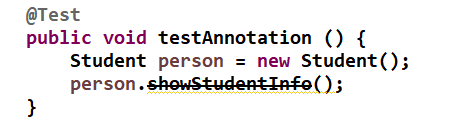 @Test
public void testAnnotation () {
    Student person = new Student();
    person.showStudentInfo();
}